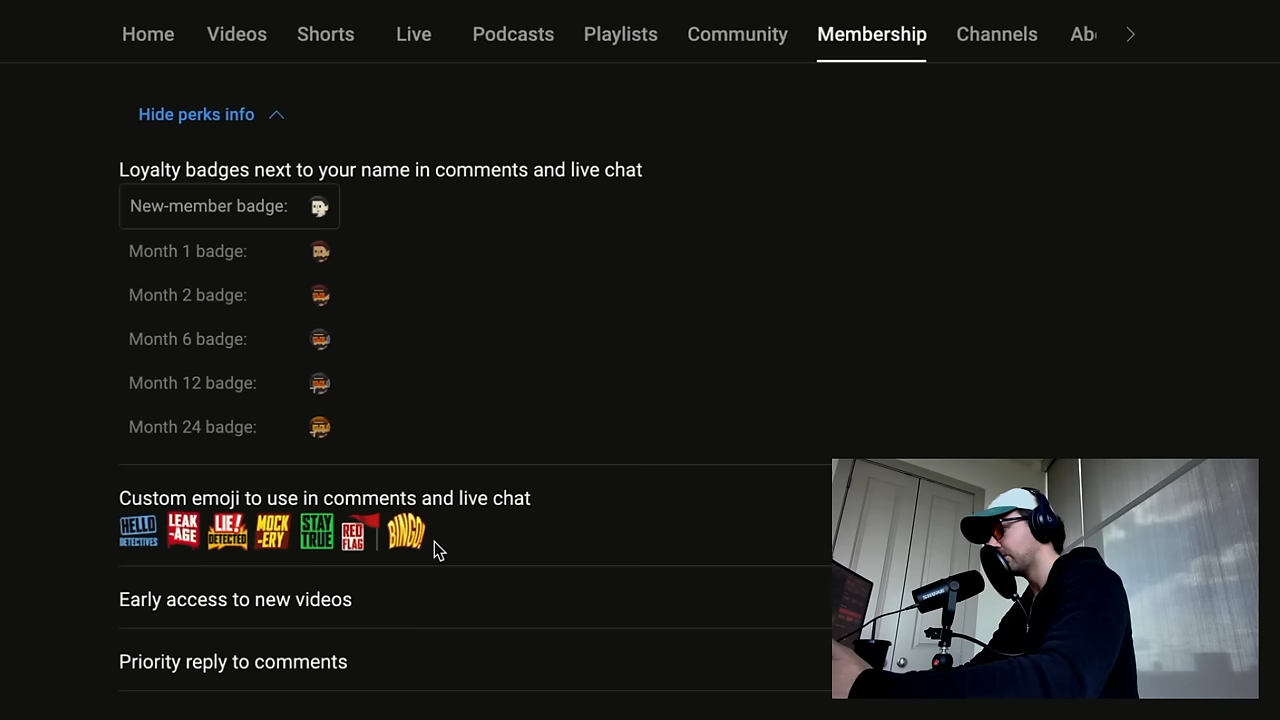 Home Videos Shorts Live Podcasts Playlists Community Membership Channels Ab
Hide perks info
Loyalty badges next to your name in comments and live chat
New-member badge:
Month 1 badge:
Month 2 badge:
Month 6 badge:
Month 12 badge:
Month 24 badge:
Custom emoji to use in comments and live chat
HELLO DETECTIVES LEAK-AGE LIE! DETECTED MOCK-ERY STAY TRUE RED FLAG BINGO!
Early access to new videos
Priority reply to comments
SHURE